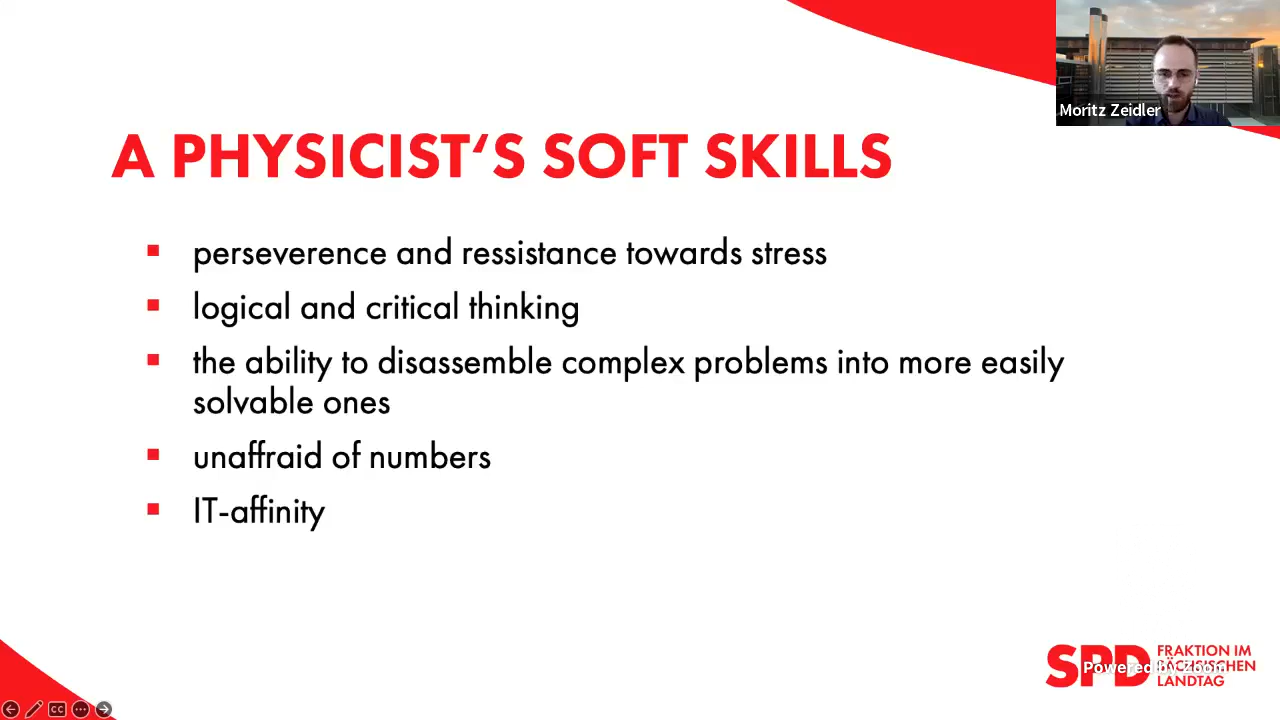 Moritz Zeidler
A PHYSICIST‘S SOFT SKILLS
perseverence and ressistance towards stress
logical and critical thinking
the ability to disassemble complex problems into more easily
solvable ones
unaffraid of numbers
IT-affinity
SPD
FRAKTION IM
SÄCHSISCHEN
LANDTAG
Powered by Zoom
CC